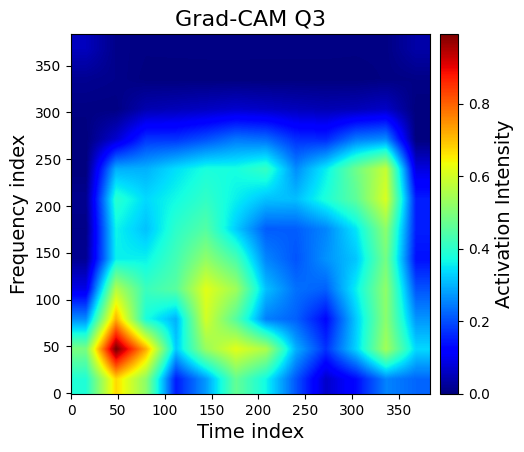 Grad-CAM Q3
Frequency index
350
300
250
200
150
100
50
0
0 50 100 150 200 250 300 350
Time index
0.8
0.6
0.4
0.2
0.0
Activation Intensity